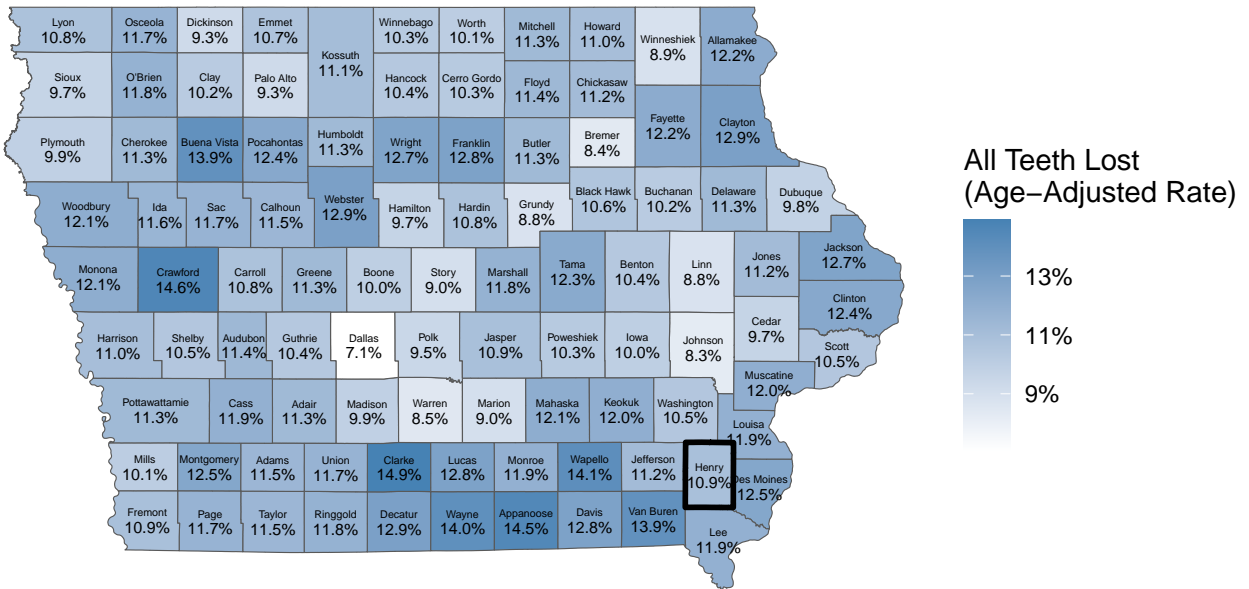 Lyon
10.8%
Osceola
11.7%
Dickinson
9.3%
Emmet
10.7%
Kossuth
11.1%
Winnebago
10.3%
Worth
10.1%
Mitchell
11.3%
Howard
11.0%
Winneshiek
8.9%
Allamakee
12.2%
Sioux
9.7%
O'Brien
11.8%
Clay
10.2%
Palo Alto
9.3%
Hancock
10.4%
Cerro Gordo
10.3%
Floyd
11.4%
Chickasaw
11.2%
Fayette
12.2%
Clayton
12.9%
Plymouth
9.9%
Cherokee
11.3%
Buena Vista
13.9%
Pocahontas
12.4%
Humboldt
11.3%
Wright
12.7%
Franklin
12.8%
Butler
11.3%
Bremer
8.4%
Woodbury
12.1%
Ida
11.6%
Sac
11.7%
Calhoun
11.5%
Webster
12.9%
Hamilton
9.7%
Hardin
10.8%
Grundy
8.8%
Black Hawk
10.6%
Buchanan
10.2%
Delaware
11.3%
Dubuque
9.8%
Monona
12.1%
Crawford
14.6%
Carroll
10.8%
Greene
11.3%
Boone
10.0%
Story
9.0%
Marshall
11.8%
Tama
12.3%
Benton
10.4%
Linn
8.8%
Jones
11.2%
Jackson
12.7%
Clinton
12.4%
Harrison
11.0%
Shelby
10.5%
Audubon
11.4%
Guthrie
10.4%
Dallas
7.1%
Polk
9.5%
Jasper
10.9%
Poweshiek
10.3%
Iowa
10.0%
Johnson
8.3%
Cedar
9.7%
Scott
10.5%
Muscatine
12.0%
Pottawattamie
11.3%
Cass
11.9%
Adair
11.3%
Madison
9.9%
Warren
8.5%
Marion
9.0%
Mahaska
12.1%
Keokuk
12.0%
Washington
10.5%
Louisa
11.9%
Mills
10.1%
Montgomery
12.5%
Adams
11.5%
Union
11.7%
Clarke
14.9%
Lucas
12.8%
Monroe
11.9%
Wapello
14.1%
Jefferson
11.2%
Henry
10.9%
Des Moines
12.5%
Fremont
10.9%
Page
11.7%
Taylor
11.5%
Ringgold
11.8%
Decatur
12.9%
Wayne
14.0%
Appanoose
14.5%
Davis
12.8%
Van Buren
13.9%
Lee
11.9%
All Teeth Lost
(Age−Adjusted Rate)
13%
11%
9%